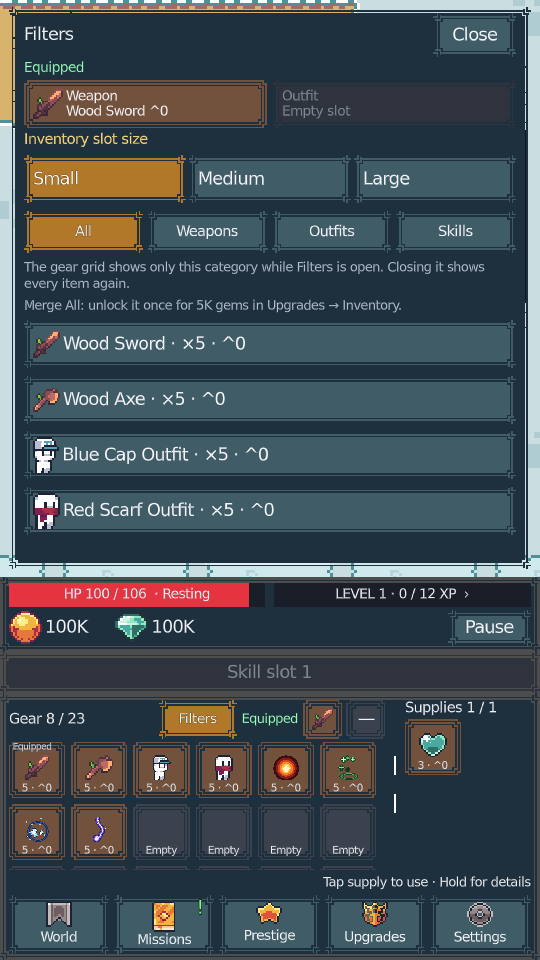 Filters
Close
Equipped
Weapon
Wood Sword ^0
Outfit
Empty slot
Inventory slot size
Small
Medium
Large
All
Weapons
Outfits
Skills
The gear grid shows only this category while Filters is open. Closing it shows
every item again.
Merge All: unlock it once for 5K gems in Upgrades → Inventory.
Wood Sword · ×5 · ^0
Wood Axe · ×5 · ^0
Blue Cap Outfit · ×5 · ^0
Red Scarf Outfit · ×5 · ^0
HP 100 / 106 · Resting
LEVEL 1 · 0 / 12 XP ›
100K
100K
Pause
Skill slot 1
Gear 8 / 23
Filters
Equipped
—
Supplies 1 / 1
Equipped
5 · ^0
5 · ^0
5 · ^0
5 · ^0
5 · ^0
5 · ^0
3 · ^0
5 · ^0
5 · ^0
Empty
Empty
Empty
Empty
Tap supply to use · Hold for details
World
Missions
!
Prestige
Upgrades
Settings